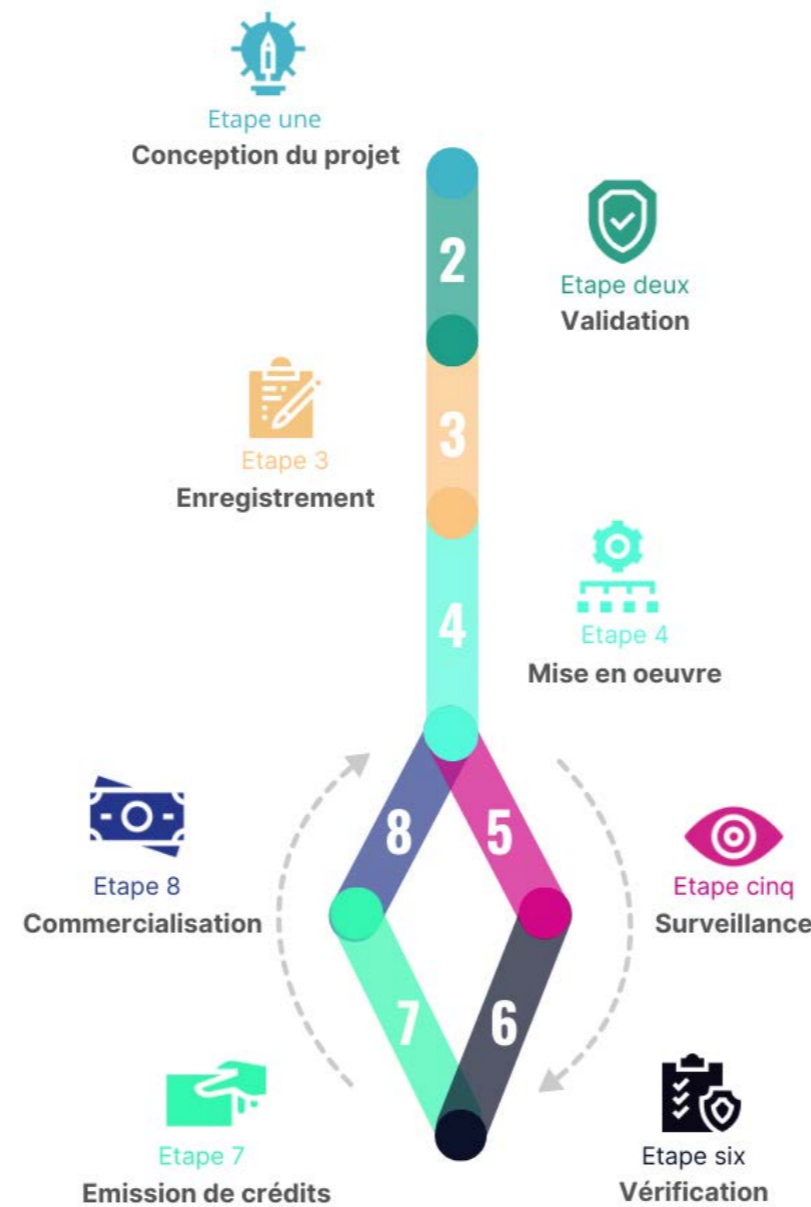 Etape une
Conception du projet
2
Etape deux
Validation
3
Etape 3
Enregistrement
4
Etape 4
Mise en oeuvre
8
5
Etape 8
Commercialisation
Etape cinq
Surveillance
7
6
Etape 7
Emission de crédits
Etape six
Vérification